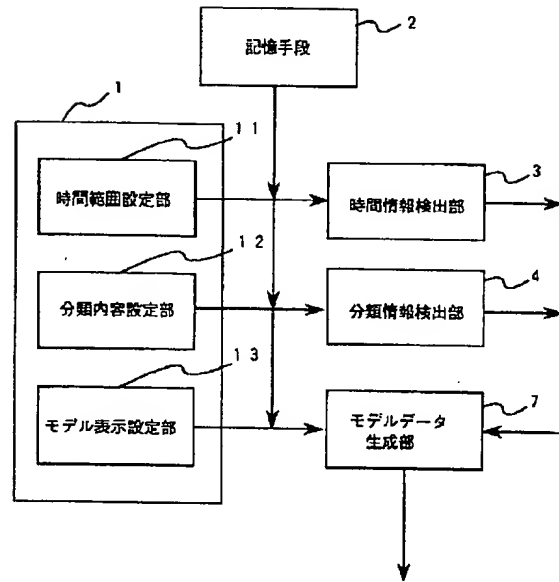 2
記憶手段
1
11
時間範囲設定部
3
時間情報検出部
12
分類内容設定部
4
分類情報検出部
13
モデル表示設定部
7
モデルデータ
生成部